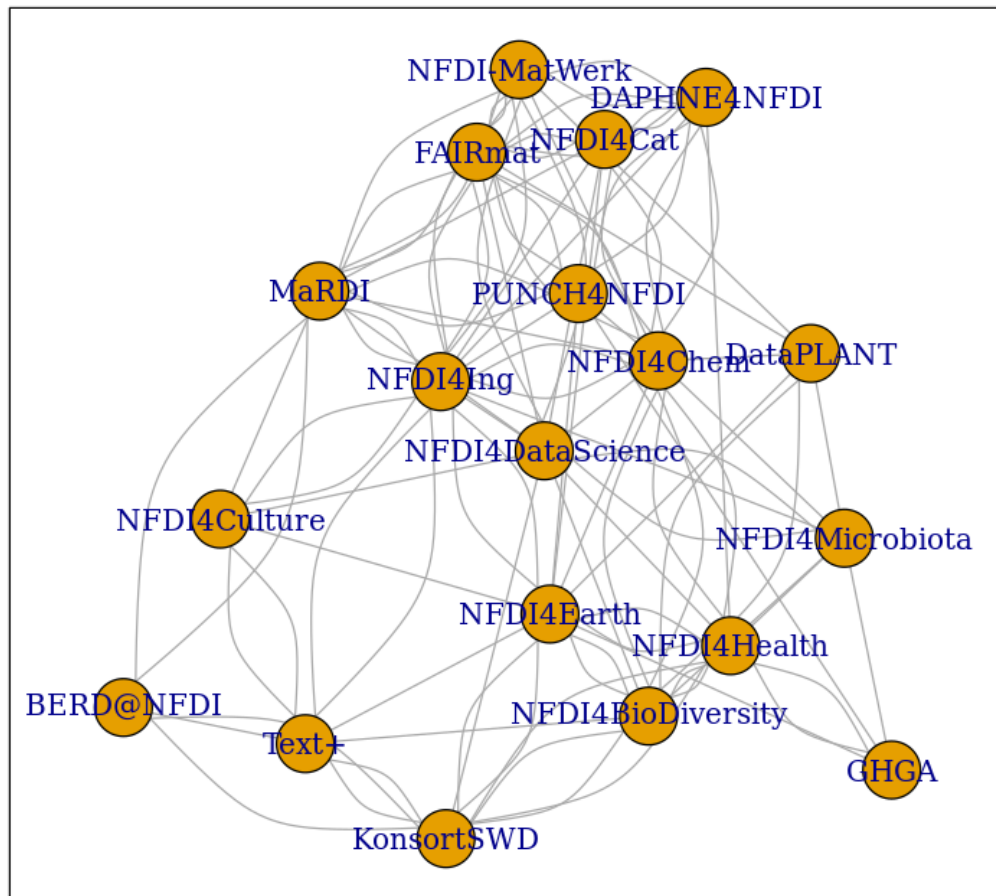 NFDI-MatWerk
DAPHNE4NFDI
NFDI4Cat
FAIRmat
MaRDI
PUNCH4NFDI
DataPLANT
NFDI4Chem
NFDI4Ing
NFDI4DataScience
NFDI4Culture
NFDI4Microbiota
NFDI4Earth
NFDI4Health
BERD@NFDI
NFDI4BioDiversity
Text+
GHGA
KonsortSWD